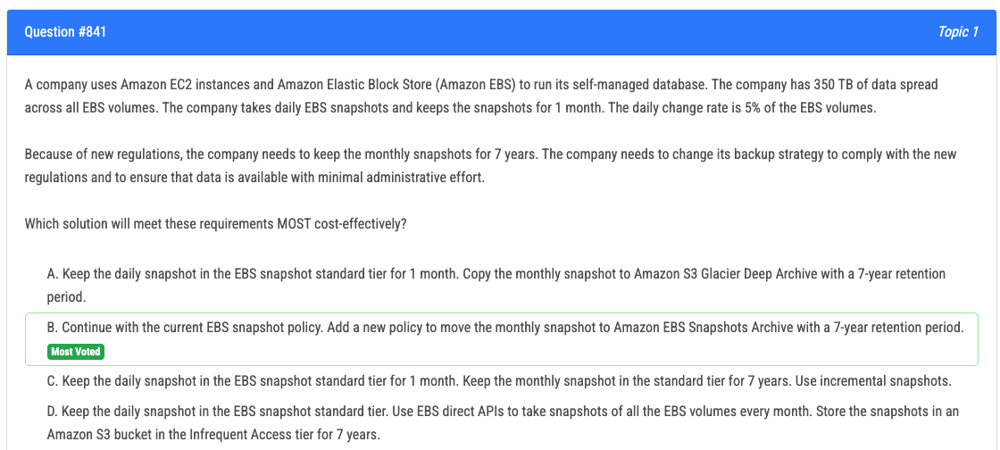 Question #841
Topic 1
A company uses Amazon EC2 instances and Amazon Elastic Block Store (Amazon EBS) to run its self-managed database. The company has 350 TB of data spread
across all EBS volumes. The company takes daily EBS snapshots and keeps the snapshots for 1 month. The daily change rate is 5% of the EBS volumes.
Because of new regulations, the company needs to keep the monthly snapshots for 7 years. The company needs to change its backup strategy to comply with the new
regulations and to ensure that data is available with minimal administrative effort.
Which solution will meet these requirements MOST cost-effectively?
A. Keep the daily snapshot in the EBS snapshot standard tier for 1 month. Copy the monthly snapshot to Amazon S3 Glacier Deep Archive with a 7-year retention
period.
B. Continue with the current EBS snapshot policy. Add a new policy to move the monthly snapshot to Amazon EBS Snapshots Archive with a 7-year retention period.
Most Voted
C. Keep the daily snapshot in the EBS snapshot standard tier for 1 month. Keep the monthly snapshot in the standard tier for 7 years. Use incremental snapshots.
D. Keep the daily snapshot in the EBS snapshot standard tier. Use EBS direct APIs to take snapshots of all the EBS volumes every month. Store the snapshots in an
Amazon S3 bucket in the Infrequent Access tier for 7 years.